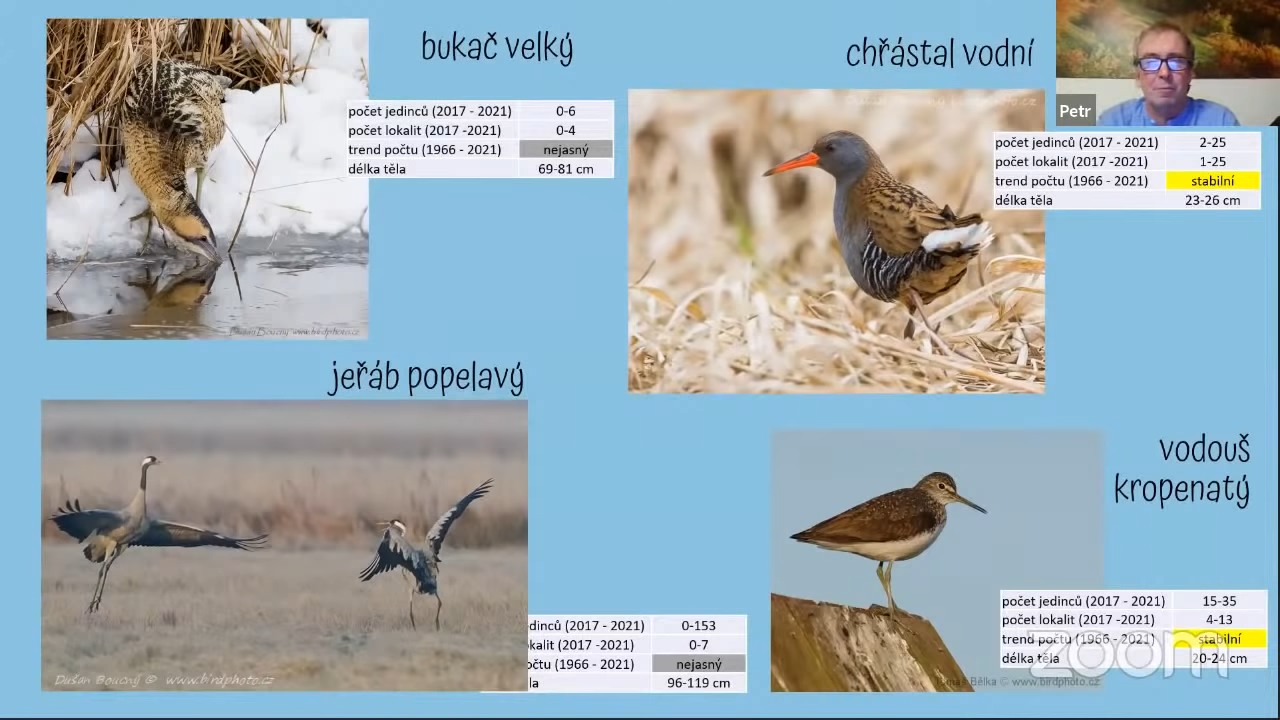 bukač velký
počet jedinců (2017 - 2021) 0-6
počet lokalit (2017 -2021) 0-4
trend počtu (1966 - 2021) nejasný
délka těla 69-81 cm
chřástal vodní
Petr
počet jedinců (2017 - 2021) 2-25
počet lokalit (2017 -2021) 1-25
trend počtu (1966 - 2021) stabilní
délka těla 23-26 cm
jeřáb popelavý
dinců (2017 - 2021) 0-153
kalit (2017 -2021) 0-7
očtu (1966 - 2021) nejasný
la 96-119 cm
Dušan Boucný © www.birdphoto.cz
vodouš
kropenatý
počet jedinců (2017 - 2021) 15-35
počet lokalit (2017 -2021) 4-13
trend počtu (1966 - 2021) stabilní
délka těla 20-24 cm
zoom
Bělka © www.birdphoto.cz